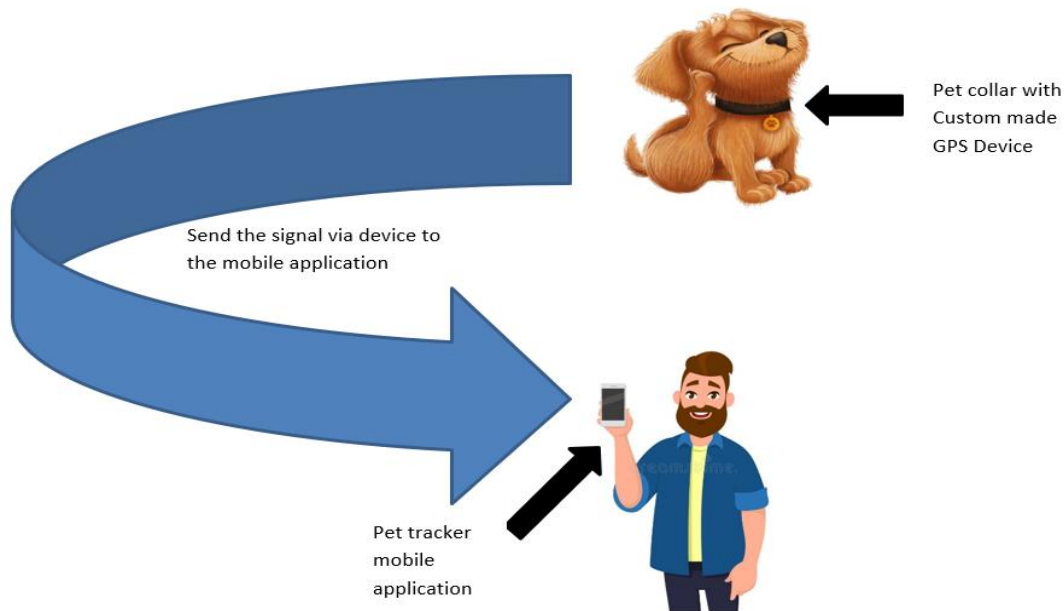 Pet collar with
Custom made
GPS Device
Send the signal via device to
the mobile application
Pet tracker
mobile
application